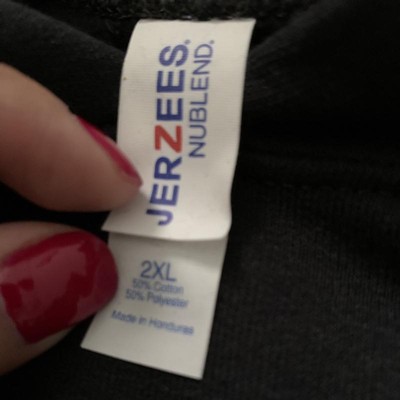 JERZEES.
NUBLEND.
2XL
50% Cotton
50% Polyester
Made in Honduras